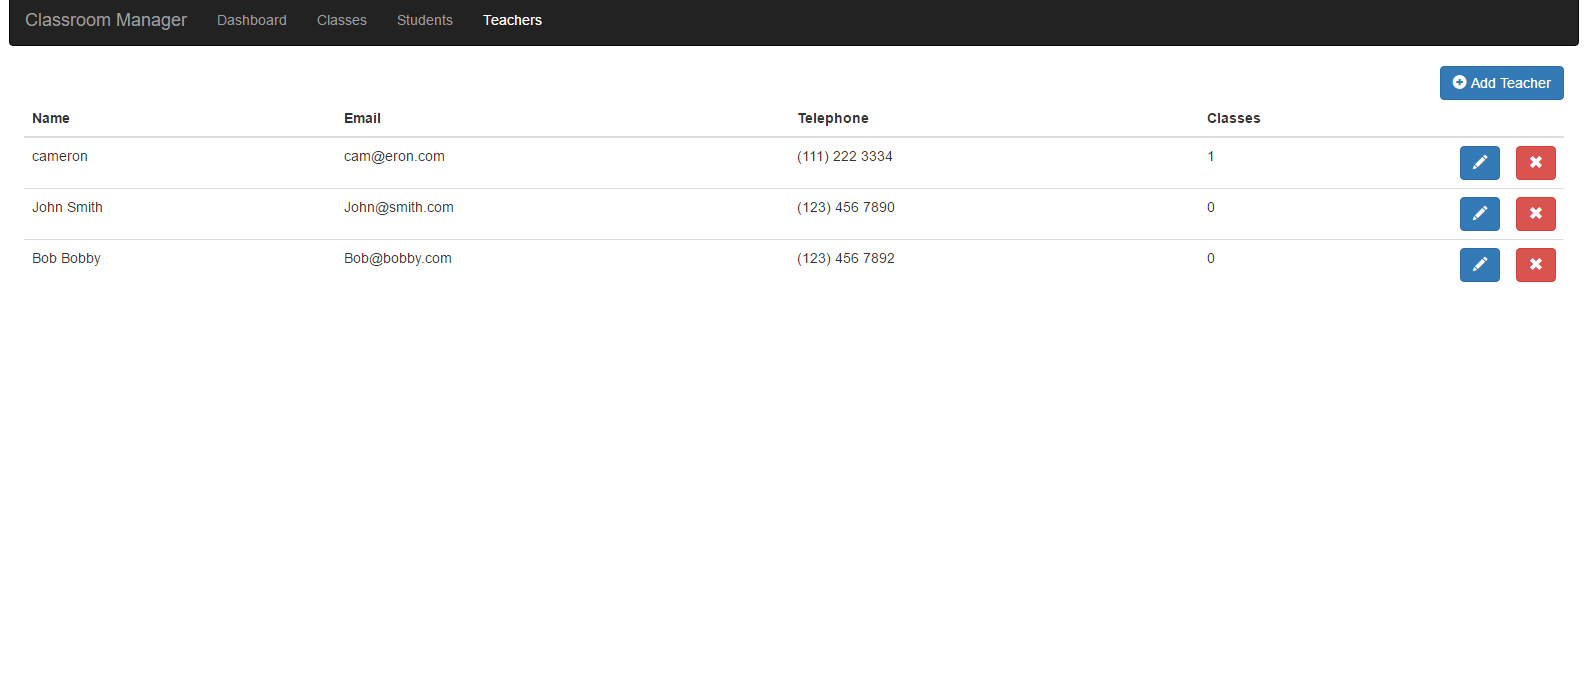 Classroom Manager Dashboard Classes Students Teachers
Add Teacher
Name Email Telephone Classes
cameron cam@eron.com (111) 222 3334 1
John Smith John@smith.com (123) 456 7890 0
Bob Bobby Bob@bobby.com (123) 456 7892 0